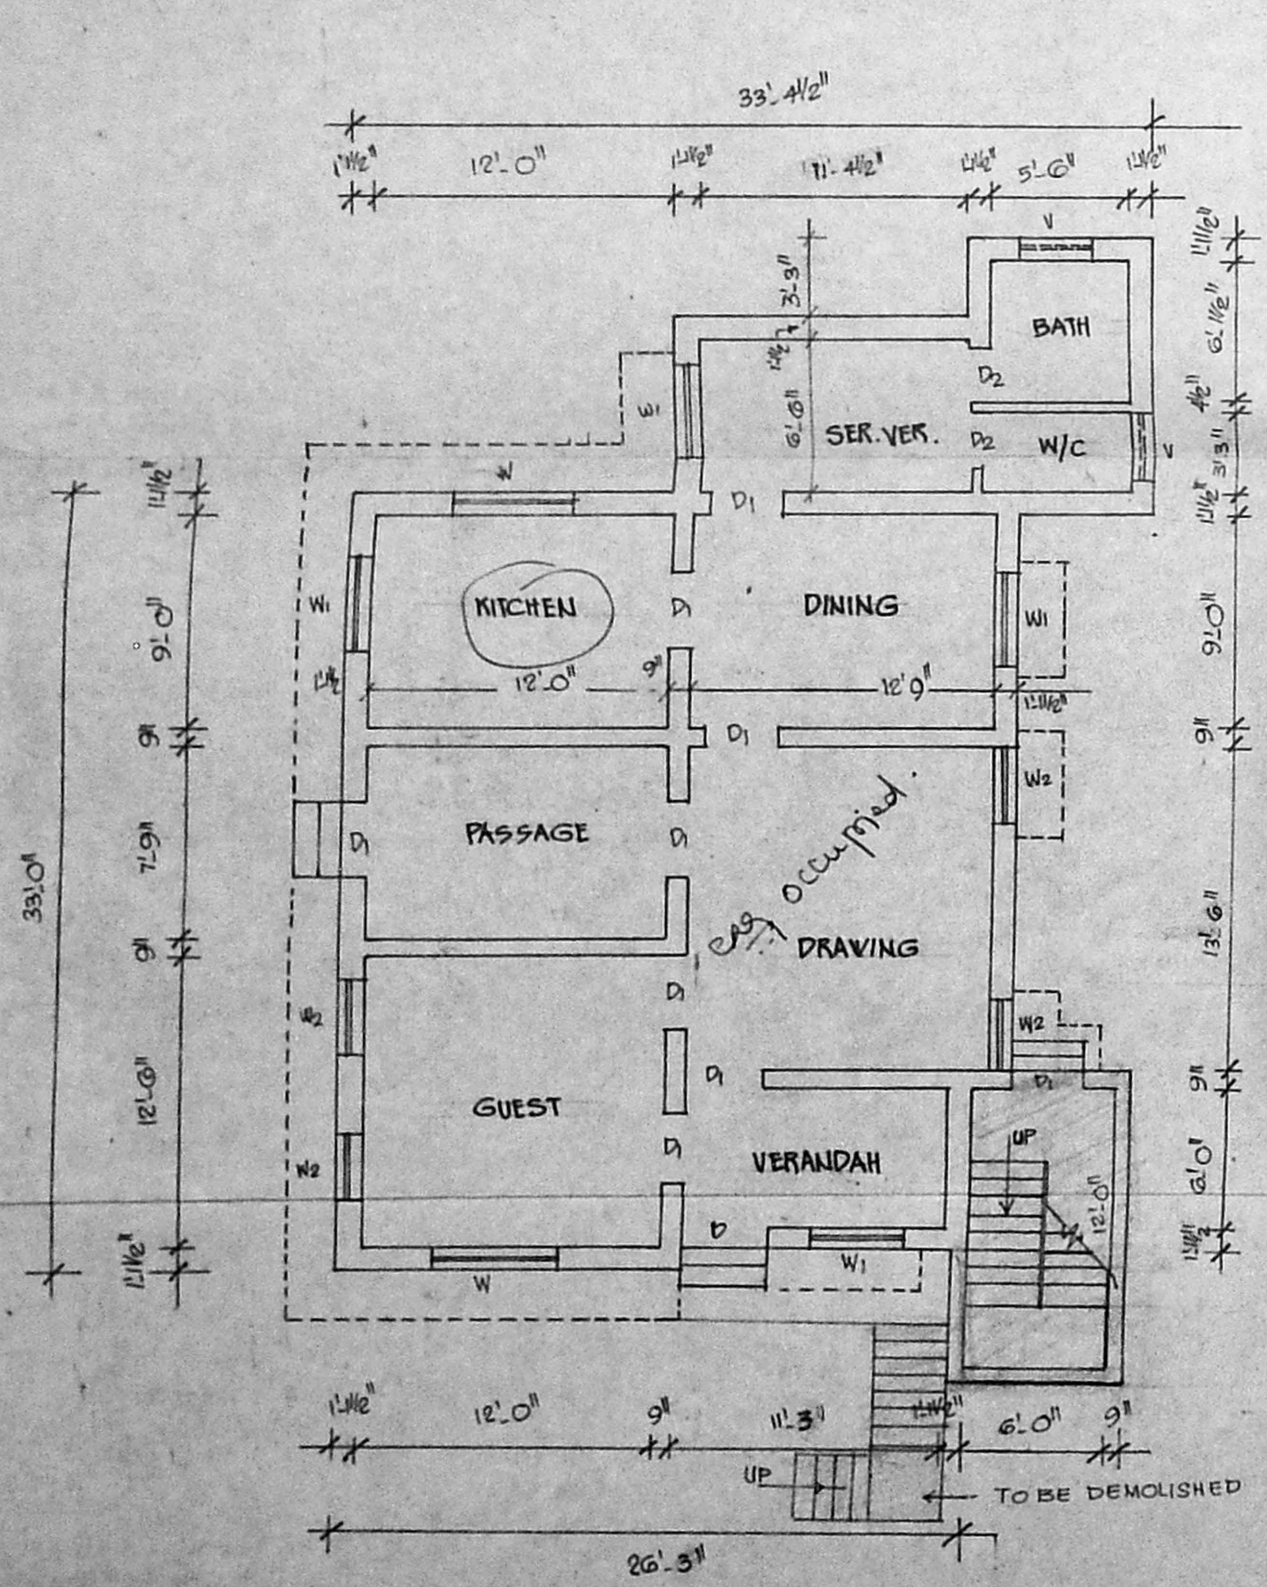 33'-4½"
1'1½" 12'-0" 1'-1½" 11'-4½" 1'-1½" 5'-6" 1'-1½"
V
1'-1½"
3'-3"
BATH
6'-1½"
1'-1½"
D2
W1
4½"
6'-6"
SER.VER. D2 W/C V
3'3"
W
1'-1½"
D1
1'-1½"
W1 KITCHEN D1 DINING W1
9'-0" 9'-0"
1'-1½" 12'-0" 9" 12'9" 1'-1½"
9" D1 9"
W2
7'-9" D1 PASSAGE D1
occupied.
33'-0"
9" DRAWING 13'-6"
D1
W2 W2
D1 D1 9"
12'-6" GUEST
UP
D1 VERANDAH
W2 6'-0"
12'-0"
D
1'-1½" W W1 1'-1½"
1'-1½" 12'-0" 9" 11'-3" 1'-1½" 6'-0" 9"
UP
TO BE DEMOLISHED
26'-3"